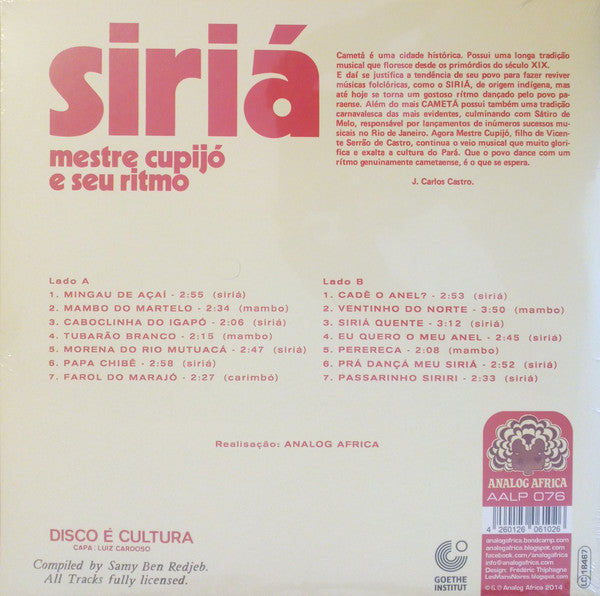 siriá
mestre cupijó
e seu ritmo
Cametá é uma cidade histórica. Possui uma longa tradição
musical que floresce desde os primórdios do século XIX.
E daí se justifica a tendência de seu povo para fazer reviver
músicas folclóricas, como o SIRIÁ, de origem indígena, mas
até hoje se torna um gostoso rítmo dançado pelo povo pa-
raense. Além do mais CAMETÁ possui também uma tradição
carnavalesca das mais evidentes, culminando com Sátiro de
Melo, responsável por lançamentos de inúmeros sucessos mu-
sicais no Rio de Janeiro. Agora Mestre Cupijó, filho de Vicen-
te Serrão de Castro, continua o veio musical que muito glori-
fica e exalta a cultura do Pará. Que o povo dance com um
rítmo genuinamente cametaense, é o que se espera.
J. Carlos Castro.
Lado A
1. MINGAU DE AÇAÍ - 2:55 (siriá)
2. MAMBO DO MARTELO - 2:34 (mambo)
3. CABOCLINHA DO IGAPÓ - 2:06 (siriá)
4. TUBARÃO BRANCO - 2:15 (mambo)
5. MORENA DO RIO MUTUACÁ - 2:47 (siriá)
6. PAPA CHIBÊ - 2:58 (siriá)
7. FAROL DO MARAJÓ - 2:27 (carimbó)
Lado B
1. CADÊ O ANEL? - 2:53 (siriá)
2. VENTINHO DO NORTE - 3:50 (mambo)
3. SIRIÁ QUENTE - 3:12 (siriá)
4. EU QUERO O MEU ANEL - 2:45 (siriá)
5. PERERECA - 2:08 (mambo)
6. PRÁ DANÇÁ MEU SIRIÁ - 2:52 (siriá)
7. PASSARINHO SIRIRI - 2:33 (siriá)
Realisação: ANALOG AFRICA
DISCO É CULTURA
CAPA : LUIZ CARDOSO
Compiled by Samy Ben Redjeb.
All Tracks fully licensed.
GOETHE
INSTITUT
ANALOG AFRICA
AALP 076
4 260126 061026
analogafrica.bandcamp.com
analogafrica.blogspot.com
facebook.com/analogafrica
Design: Frédéric Thiphagne
LesMainsNoires.blogspot.com
℗ & © Analog Africa 2014
LC 18467